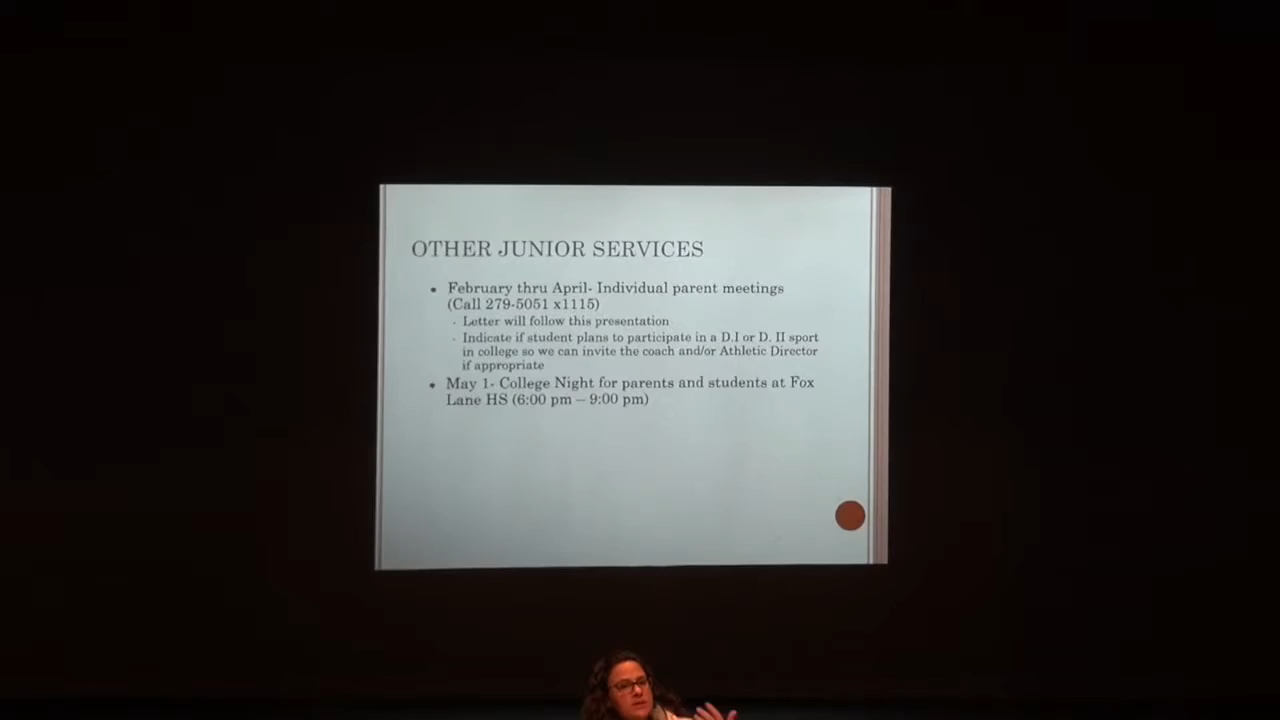 OTHER JUNIOR SERVICES
• February thru April- Individual parent meetings
(Call 279-5051 x1115)
- Letter will follow this presentation
- Indicate if student plans to participate in a D.I or D. II sport
in college so we can invite the coach and/or Athletic Director
if appropriate
• May 1- College Night for parents and students at Fox
Lane HS (6:00 pm – 9:00 pm)